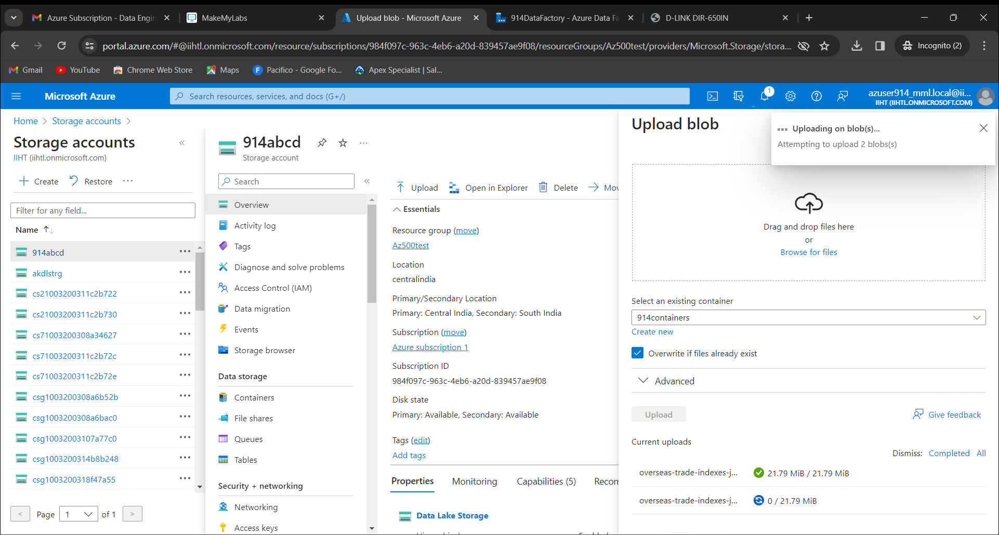 Azure Subscription - Data Engin
MakeMyLabs
Upload blob - Microsoft Azure
914DataFactory - Azure Data Fa
D-LINK DIR-650IN
portal.azure.com/#@iihtl.onmicrosoft.com/resource/subscriptions/984f097c-963c-4eb6-a20d-839457ae9f08/resourceGroups/Az500test/providers/Microsoft.Storage/stora...
Incognito (2)
Gmail
YouTube
Chrome Web Store
Maps
Pacifico - Google Fo...
Apex Specialist | Sal...
Microsoft Azure
Search resources, services, and docs (G+/)
1
azuser914_mml.local@ii...
IIHT (IIHTL.ONMICROSOFT.COM)
Home > Storage accounts >
Storage accounts
IIHT (iihtl.onmicrosoft.com)
Create
Restore
Filter for any field...
Name
914abcd
akdlstrg
cs21003200311c2b722
cs21003200311c2b730
cs71003200308a34627
cs71003200311c2b72c
cs71003200311c2b72e
csg1003200308a6b52b
csg1003200308a6bac0
csg10032003107a77c0
csg1003200314b8b248
csg1003200318f47a55
< Page 1 of 1 >
914abcd
Storage account
Search
Overview
Activity log
Tags
Diagnose and solve problems
Access Control (IAM)
Data migration
Events
Storage browser
Data storage
Containers
File shares
Queues
Tables
Security + networking
Networking
Access keys
Upload
Open in Explorer
Delete
Mov
Essentials
Resource group (move)
Az500test
Location
centralindia
Primary/Secondary Location
Primary: Central India, Secondary: South India
Subscription (move)
Azure subscription 1
Subscription ID
984f097c-963c-4eb6-a20d-839457ae9f08
Disk state
Primary: Available, Secondary: Available
Tags (edit)
Add tags
Properties
Monitoring
Capabilities (5)
Recom
Data Lake Storage
Upload blob
Uploading on blob(s)...
Attempting to upload 2 blobs(s)
Drag and drop files here
or
Browse for files
Select an existing container
914containers
Create new
Overwrite if files already exist
Advanced
Upload
Give feedback
Current uploads
Dismiss: Completed All
overseas-trade-indexes-j... 21.79 MiB / 21.79 MiB
overseas-trade-indexes-j... 0 / 21.79 MiB